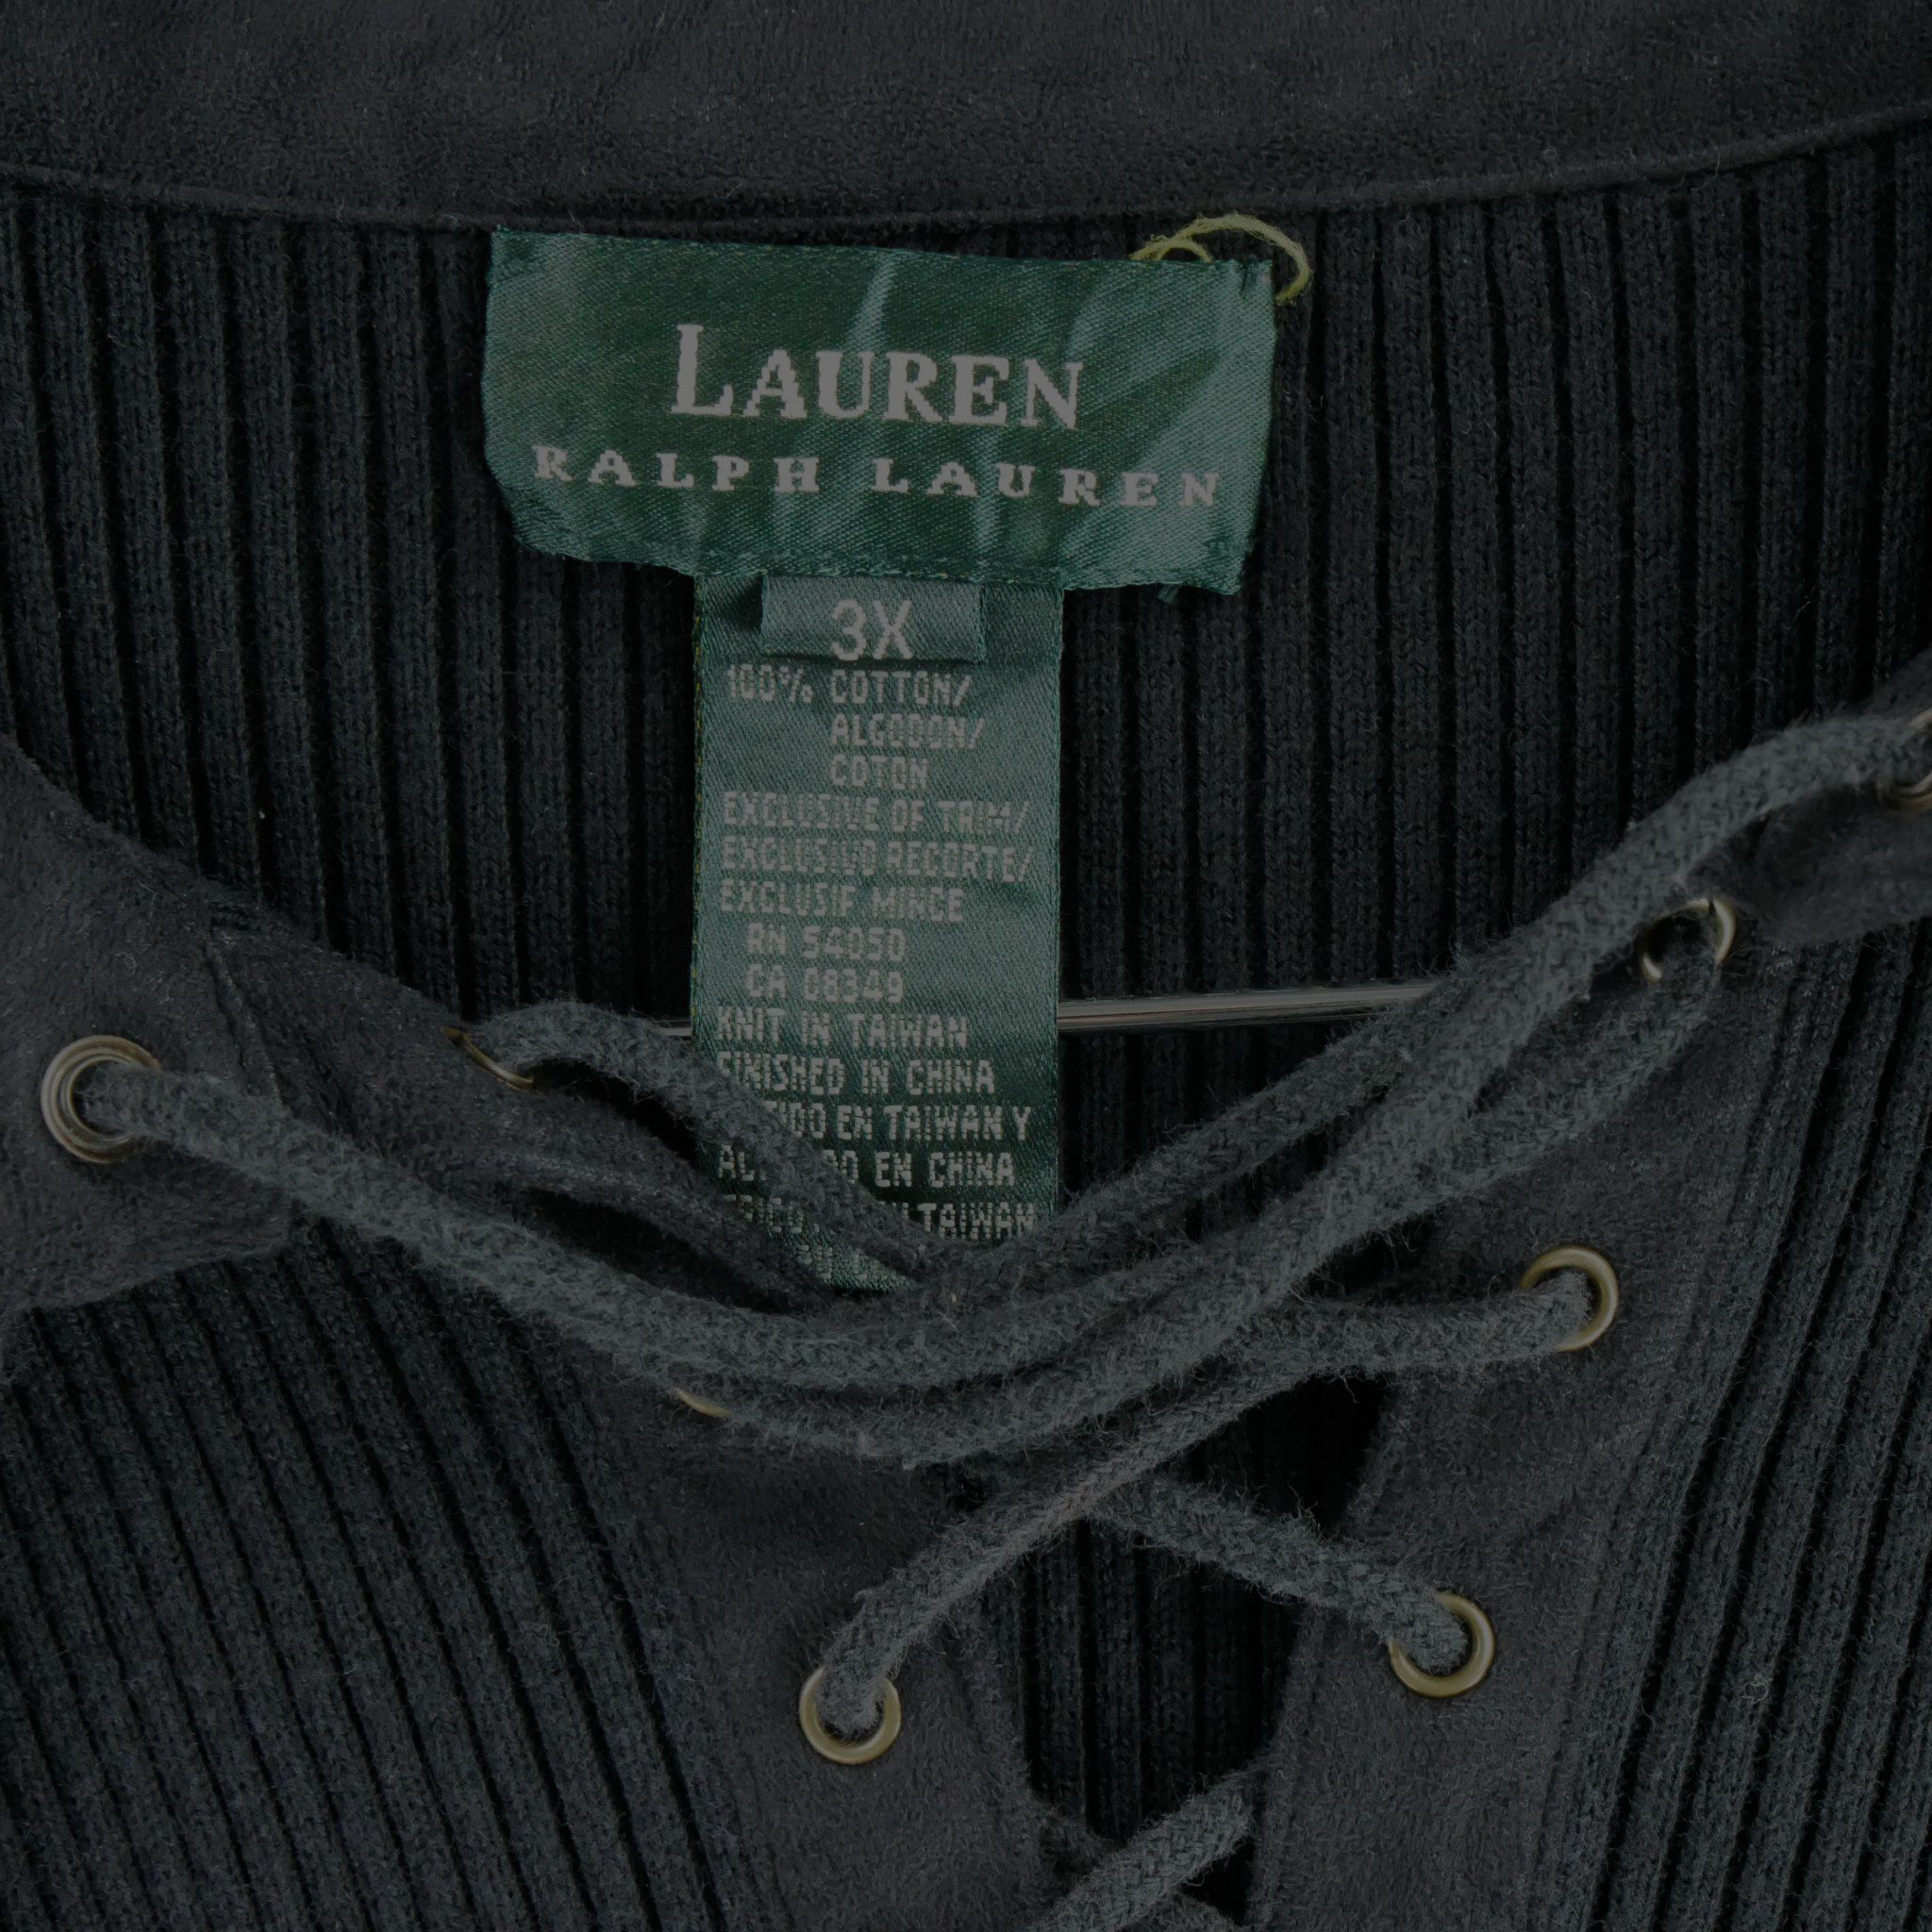 LAUREN
RALPH LAUREN
3X
100% COTTON/
ALGODON/
COTON
EXCLUSIVE OF TRIM/
EXCLUSIVO RECORTE/
EXCLUSIF MINCE
RN 54050
CA 08349
KNIT IN TAIWAN
FINISHED IN CHINA
EN TAIWAN Y
EN CHINA
TAIWAN